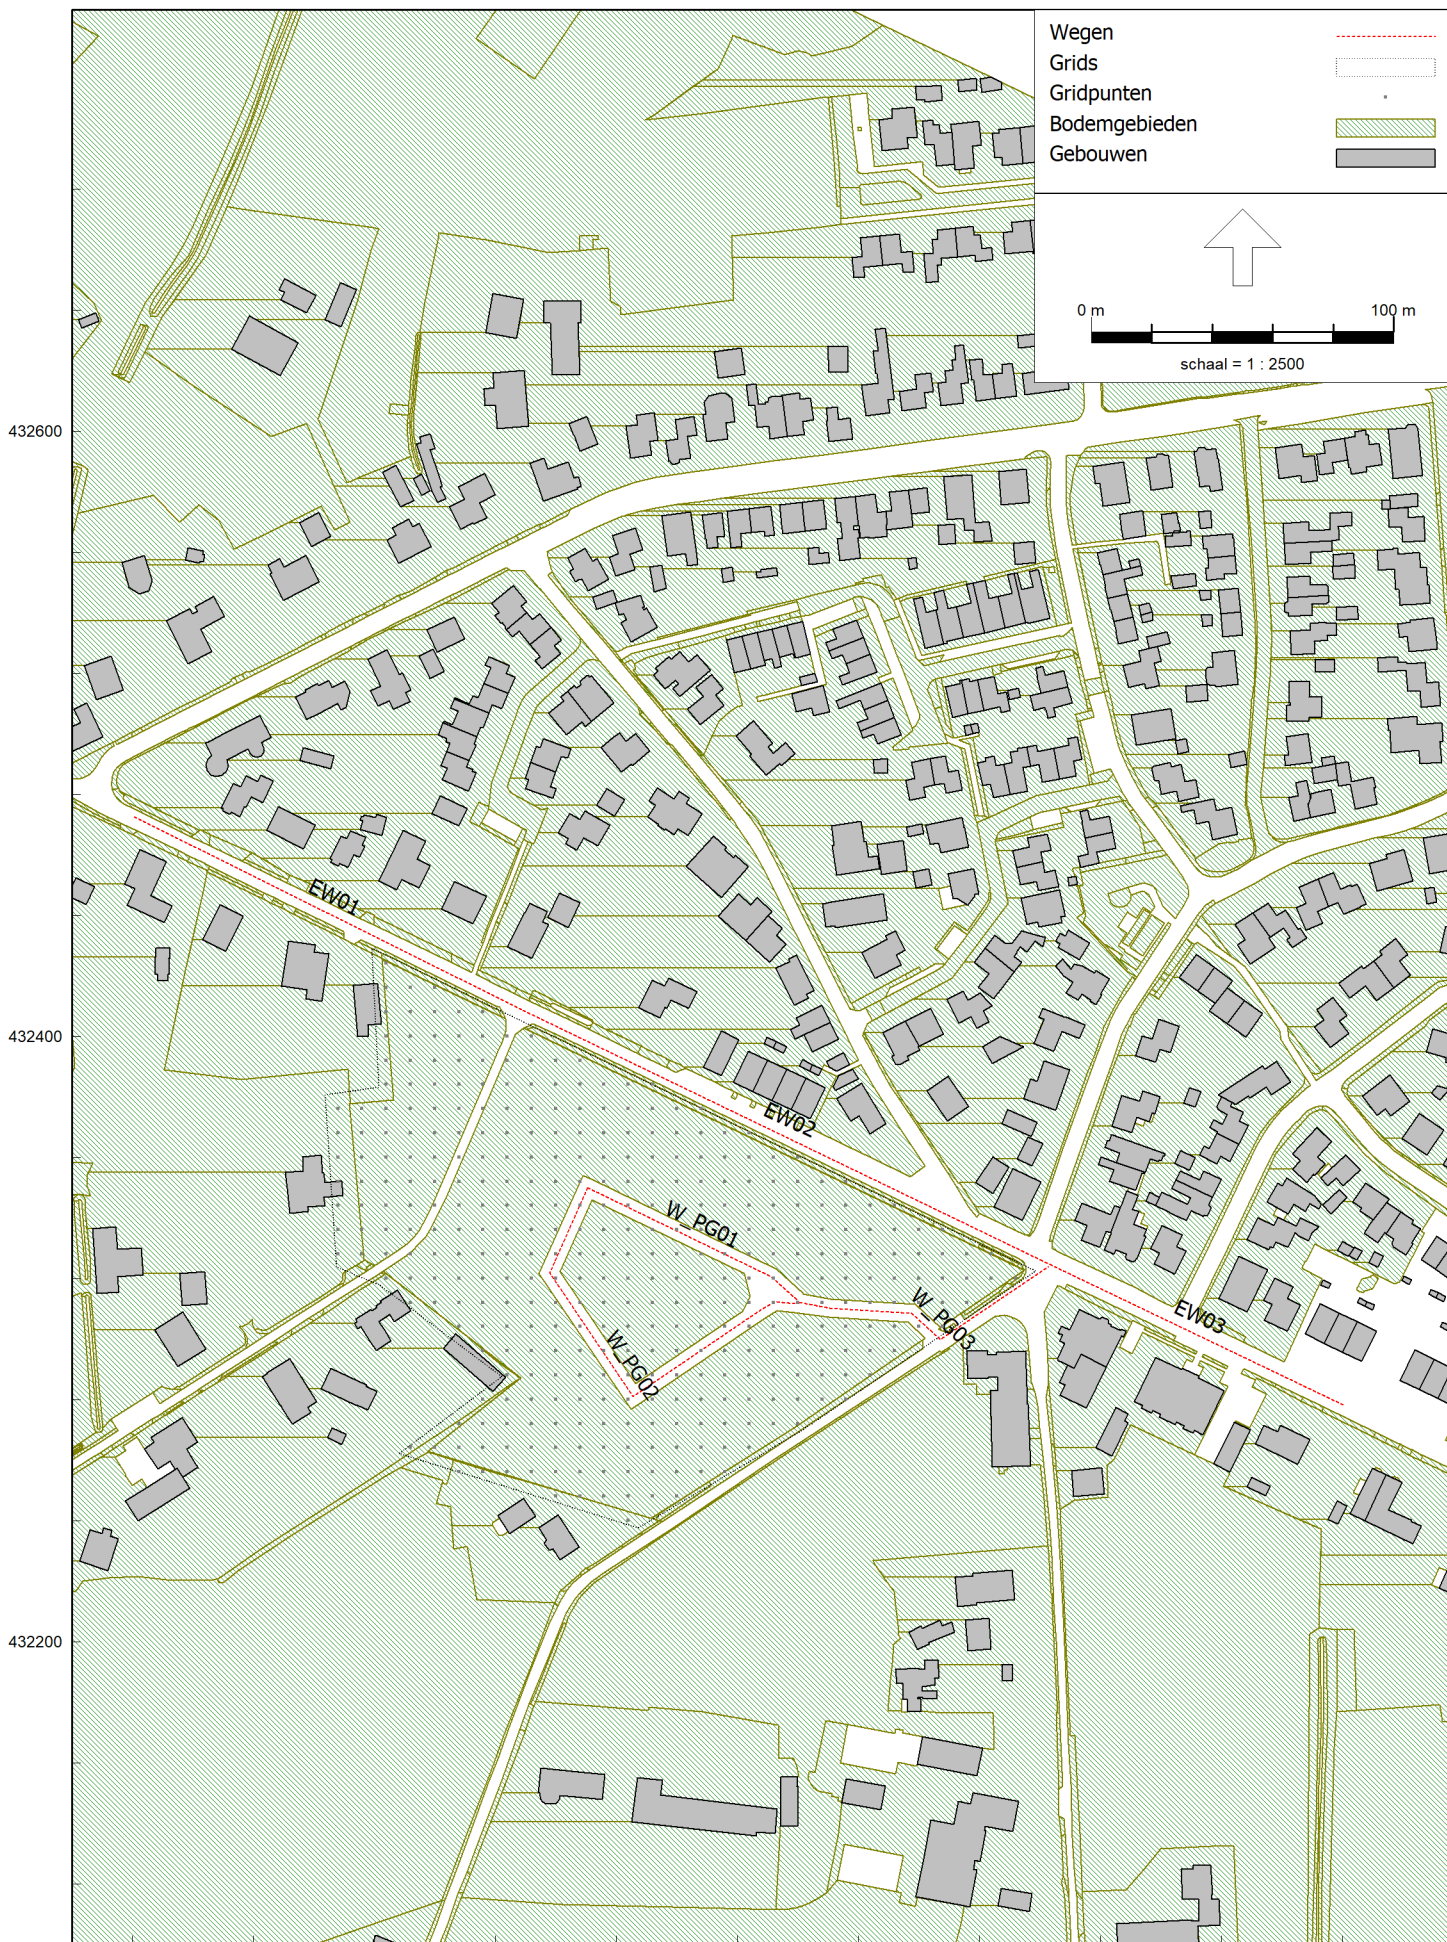 Wegen
Grids
Gridpunten
Bodemgebieden
Gebouwen
0 m 100 m
schaal = 1 : 2500
432600
EW01
432400
EW02
W_PG01
W_PG03
EW03
W_PG02
432200